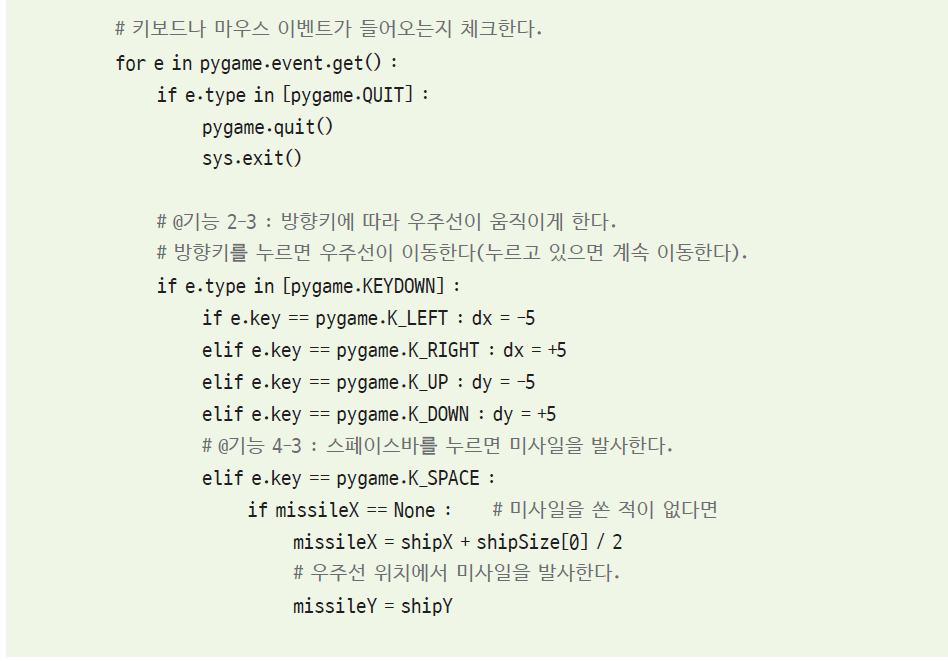 # 키보드나 마우스 이벤트가 들어오는지 체크한다.
for e in pygame.event.get() :
if e.type in [pygame.QUIT] :
pygame.quit()
sys.exit()
# @기능 2-3 : 방향키에 따라 우주선이 움직이게 한다.
# 방향키를 누르면 우주선이 이동한다(누르고 있으면 계속 이동한다).
if e.type in [pygame.KEYDOWN] :
if e.key == pygame.K_LEFT : dx = -5
elif e.key == pygame.K_RIGHT : dx = +5
elif e.key == pygame.K_UP : dy = -5
elif e.key == pygame.K_DOWN : dy = +5
# @기능 4-3 : 스페이스바를 누르면 미사일을 발사한다.
elif e.key == pygame.K_SPACE :
if missileX == None : # 미사일을 쏜 적이 없다면
missileX = shipX + shipSize[0] / 2
# 우주선 위치에서 미사일을 발사한다.
missileY = shipY